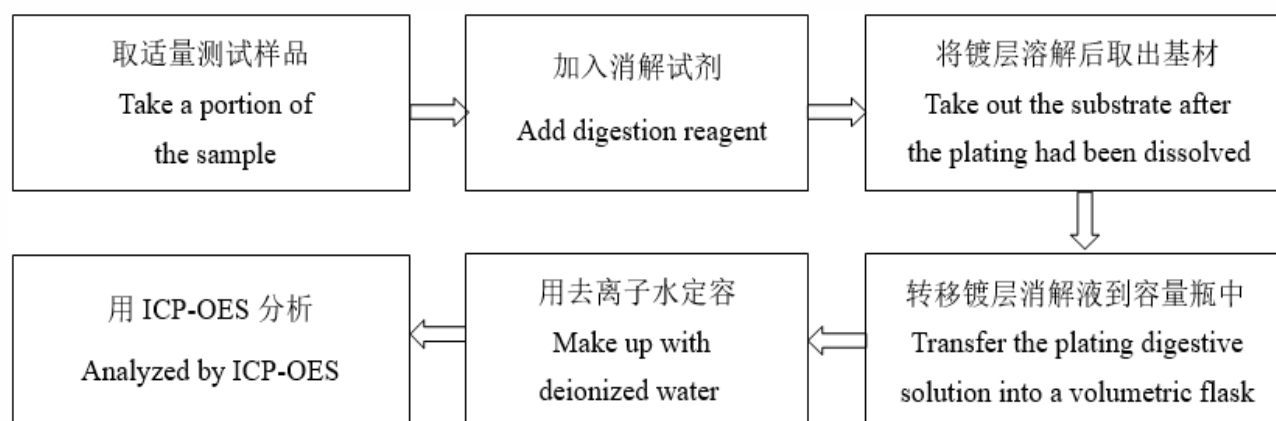 取适量测试样品
Take a portion of
the sample
加入消解试剂
Add digestion reagent
将镀层溶解后取出基材
Take out the substrate after
the plating had been dissolved
转移镀层消解液到容量瓶中
Transfer the plating digestive
solution into a volumetric flask
用去离子水定容
Make up with
deionized water
用 ICP-OES 分析
Analyzed by ICP-OES